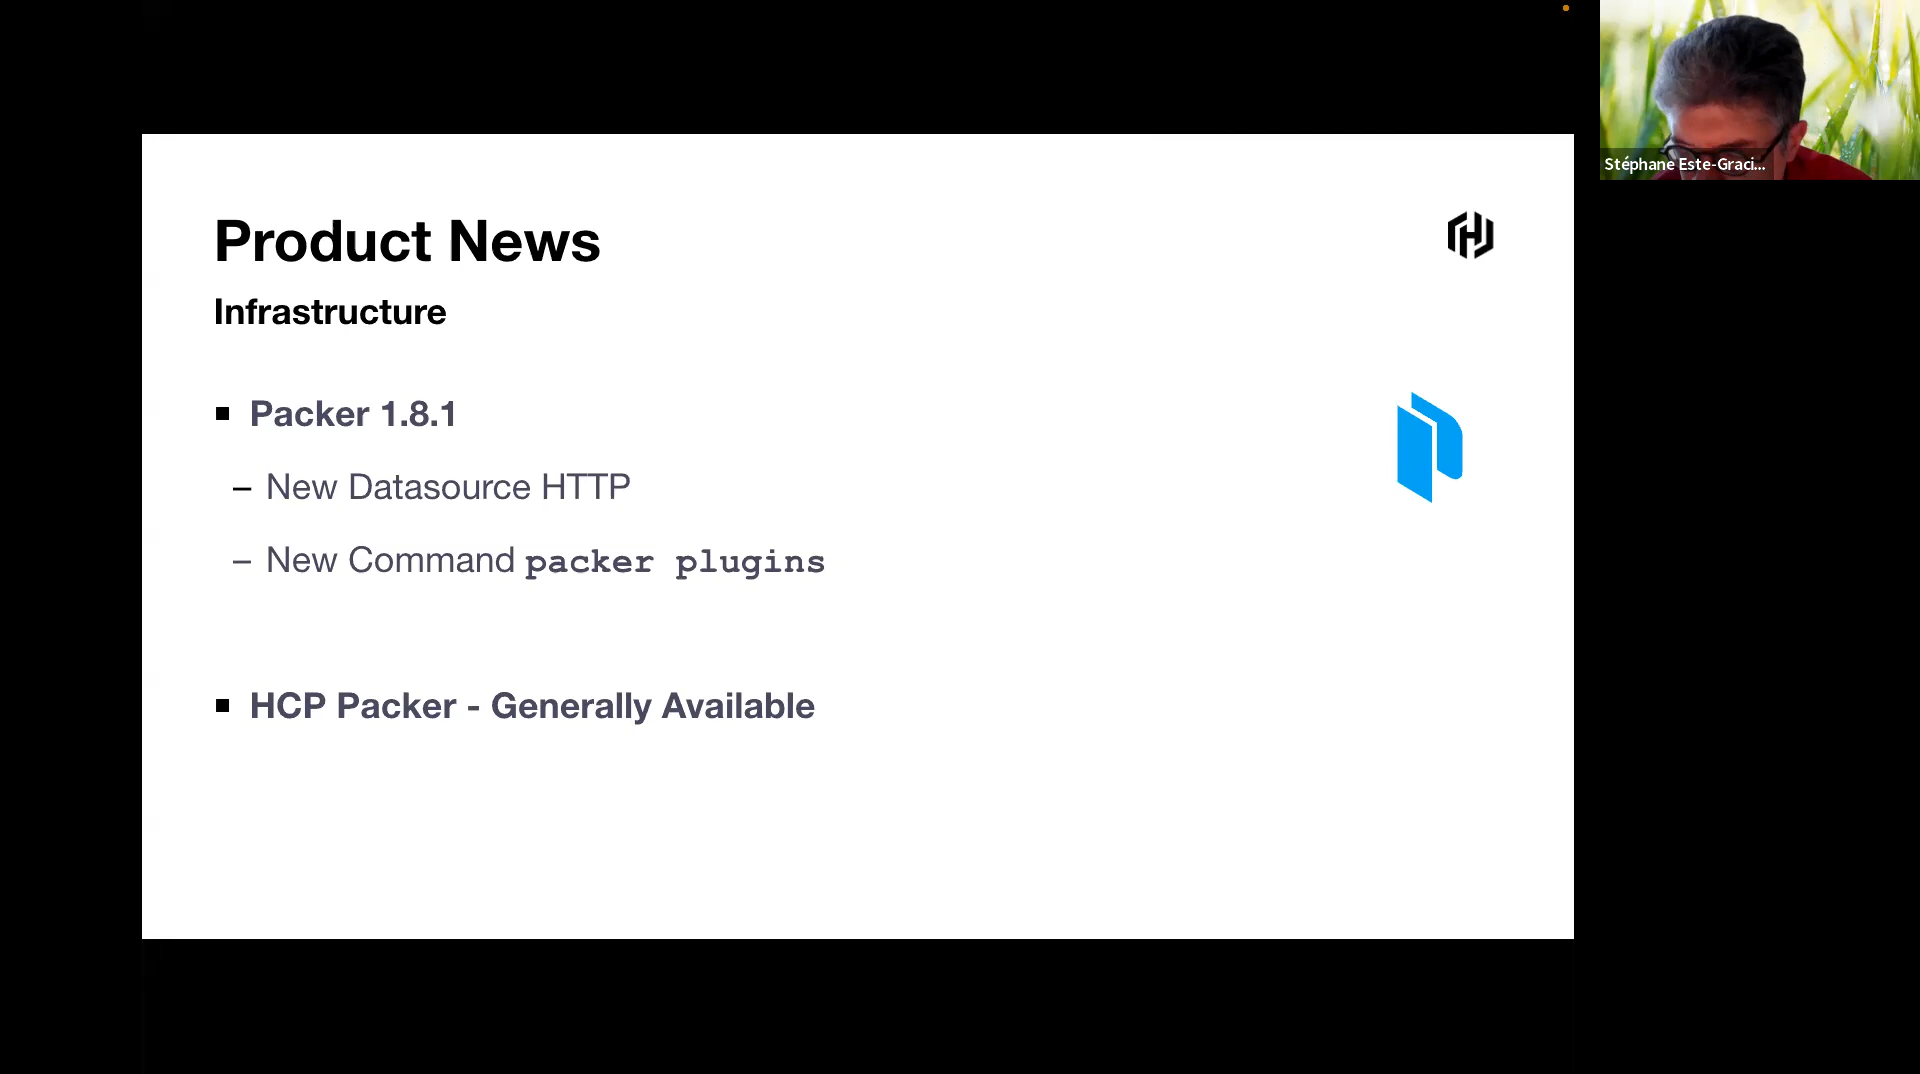 Product News
Infrastructure
Packer 1.8.1
– New Datasource HTTP
– New Command packer plugins
HCP Packer - Generally Available
Stéphane Este-Graci...